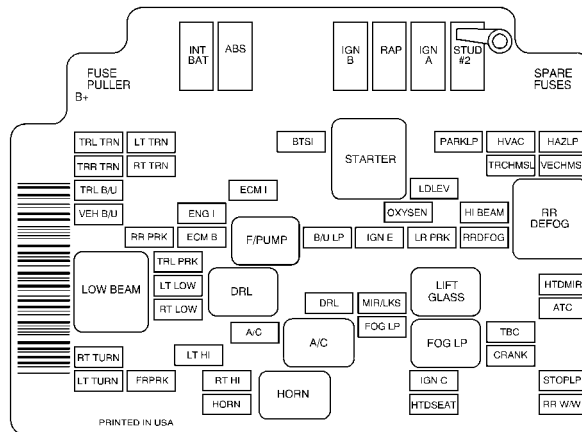 INT BAT
ABS
IGN B
RAP
IGN A
STUD #2
FUSE PULLER
B+
SPARE FUSES
TRL TRN
LT TRN
BTSI
STARTER
PARKLP
HVAC
HAZLP
TRR TRN
RT TRN
TRCHMSL
VECHMSL
TRL B/U
ECM I
LDLEV
RR DEFOG
VEH B/U
ENG I
OXYSEN
HI BEAM
RR PRK
ECM B
F/PUMP
B/U LP
IGN E
LR PRK
RRDFOG
LOW BEAM
TRL PRK
LT LOW
RT LOW
DRL
LIFT GLASS
HTDMIR
DRL
MIR/LKS
ATC
A/C
A/C
FOG LP
FOG LP
TBC
CRANK
RT TURN
LT HI
LT TURN
FRPRK
RT HI
HORN
IGN C
STOPLP
HORN
HTDSEAT
RR W/W
PRINTED IN USA